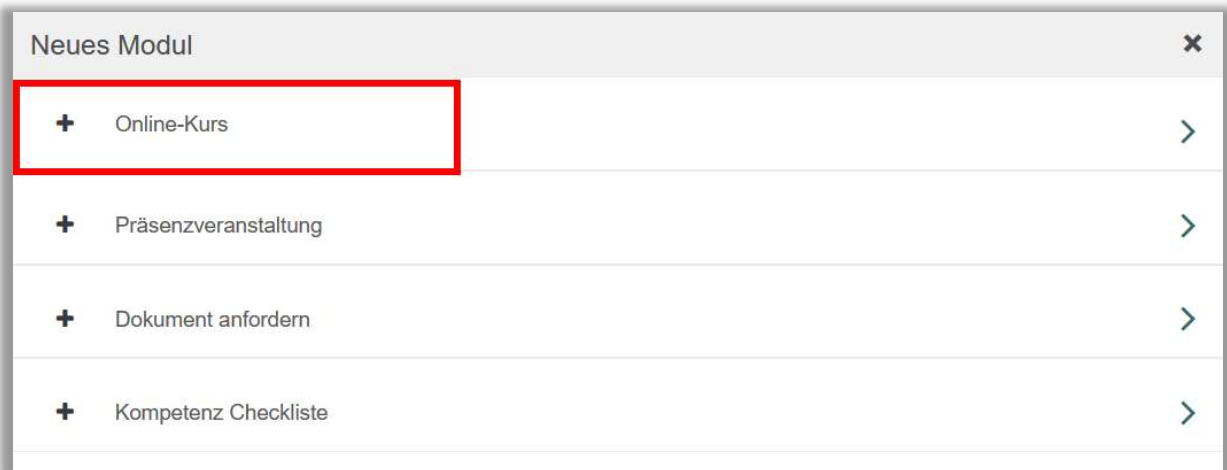 Neues Modul
Online-Kurs
Präsenzveranstaltung
Dokument anfordern
Kompetenz Checkliste